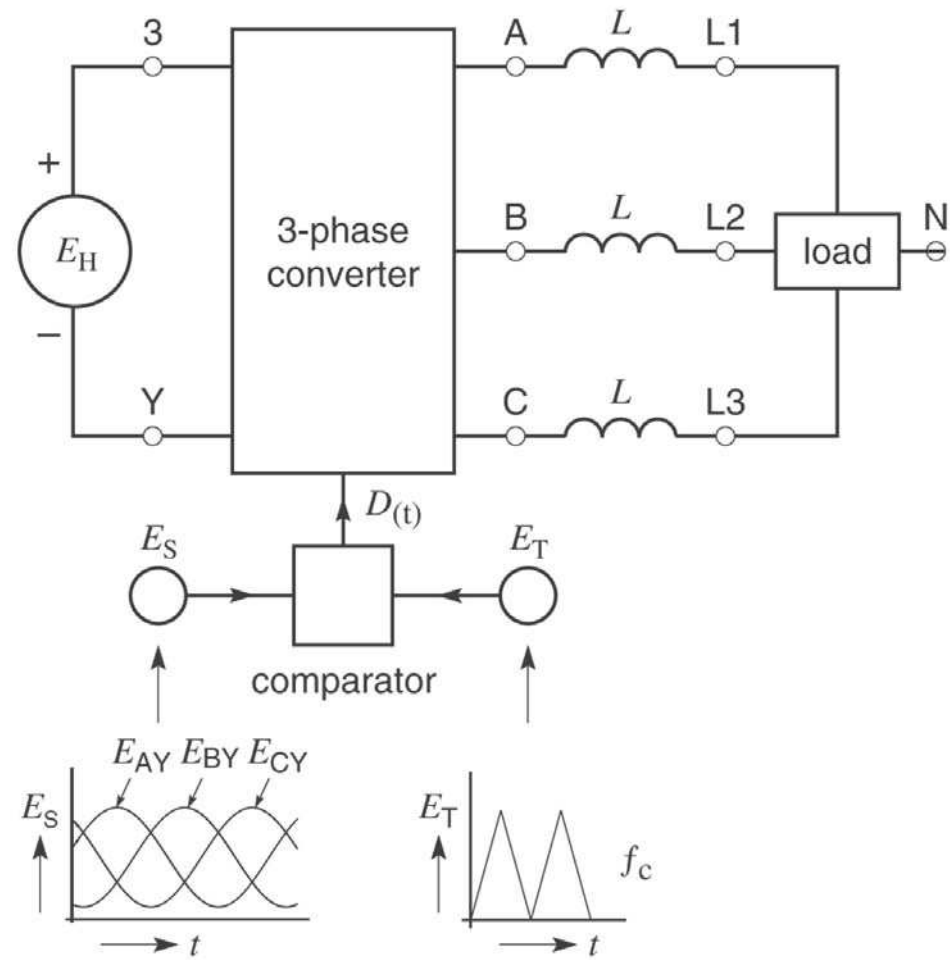 3 A L L1
+
E_H
−
3-phase
converter
B L L2
load
N
Y C L L3
D_(t)
E_S
E_T
comparator
E_AY E_BY E_CY
E_S
t
E_T
f_c
t